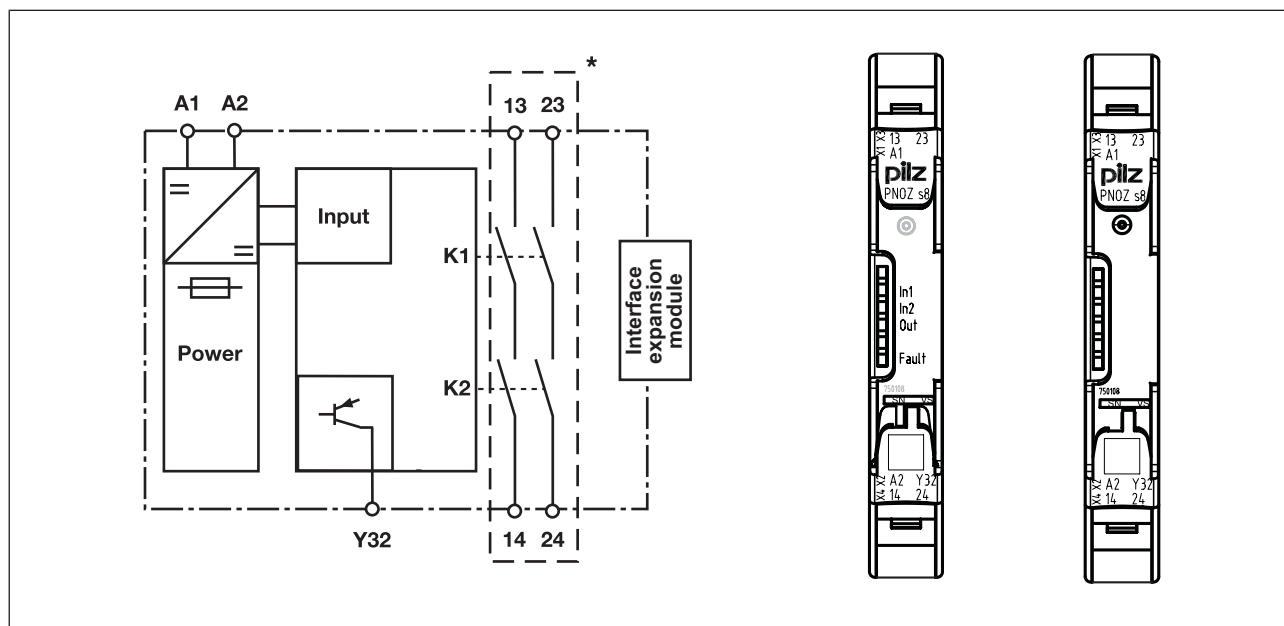 *
A1 A2
13 23
Input
K1
Power
K2
Interface
expansion
module
Y32
14 24
X1 X3
13 23
A1
pilz
PNOZ s8
In1
In2
Out
Fault
750108
SN VS
X4 X2
A2 Y32
14 24
X1 X3
13 23
A1
pilz
PNOZ s8
750108
SN VS
X4 X2
A2 Y32
14 24